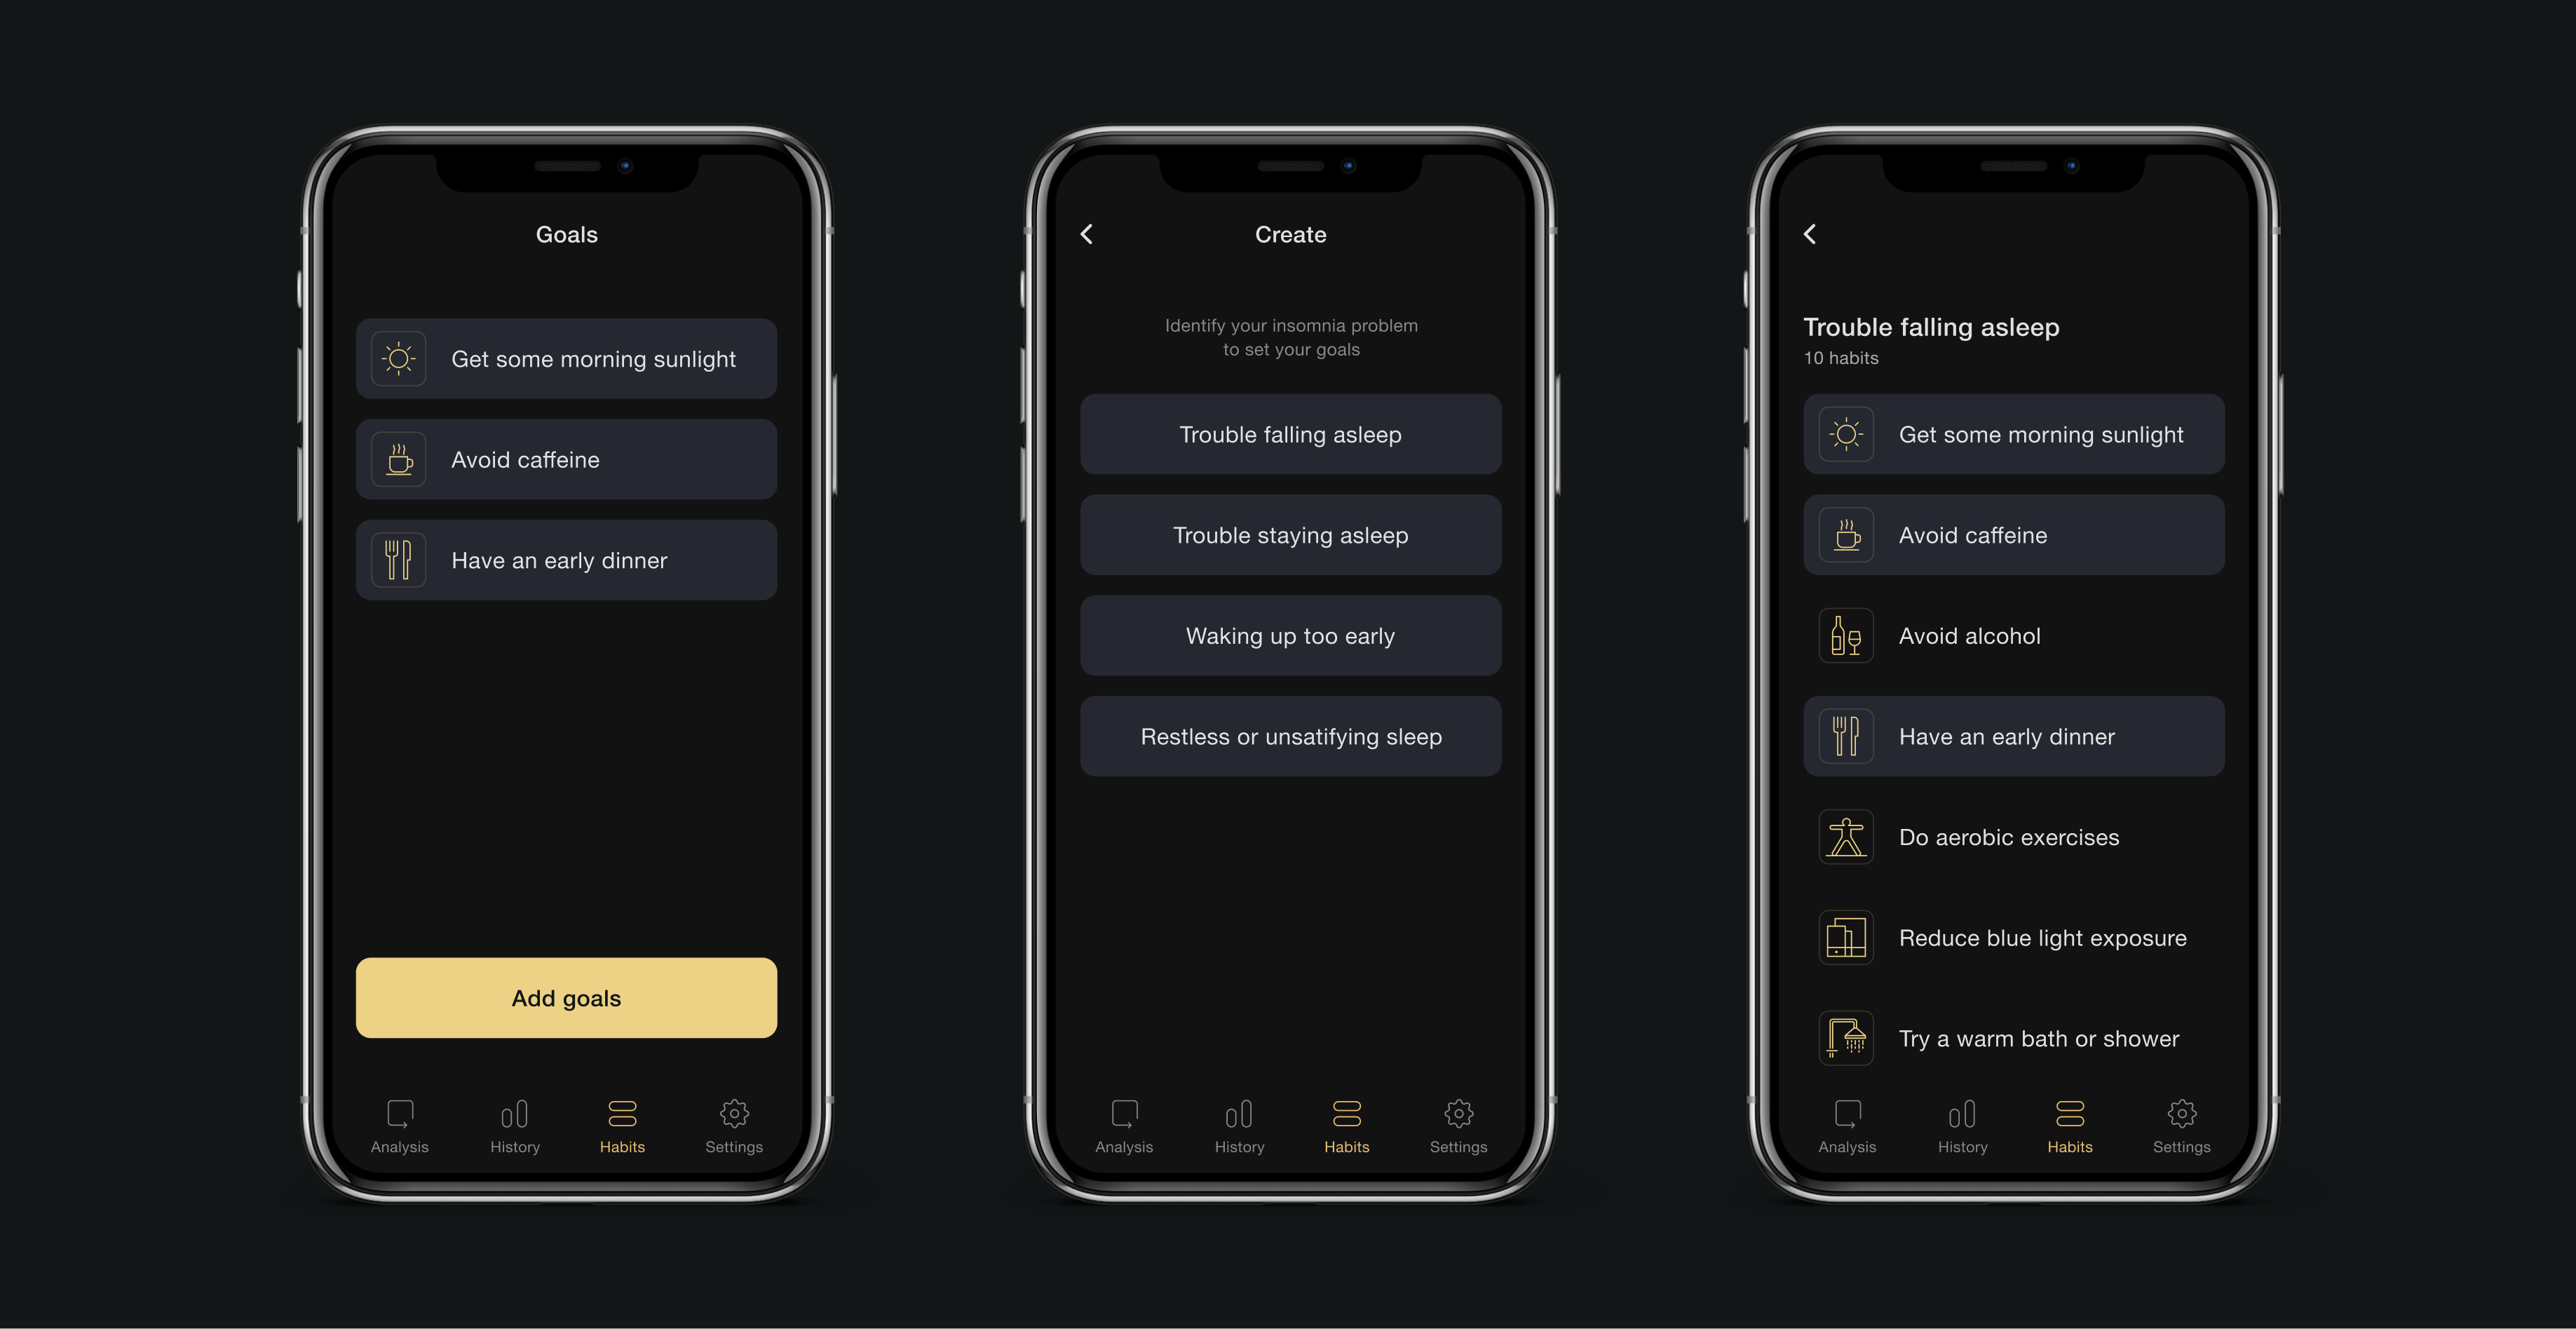 Goals
Get some morning sunlight
Avoid caffeine
Have an early dinner
Add goals
Analysis
History
Habits
Settings
Create
Identify your insomnia problem
to set your goals
Trouble falling asleep
Trouble staying asleep
Waking up too early
Restless or unsatifying sleep
Analysis
History
Habits
Settings
Trouble falling asleep
10 habits
Get some morning sunlight
Avoid caffeine
Avoid alcohol
Have an early dinner
Do aerobic exercises
Reduce blue light exposure
Try a warm bath or shower
Analysis
History
Habits
Settings